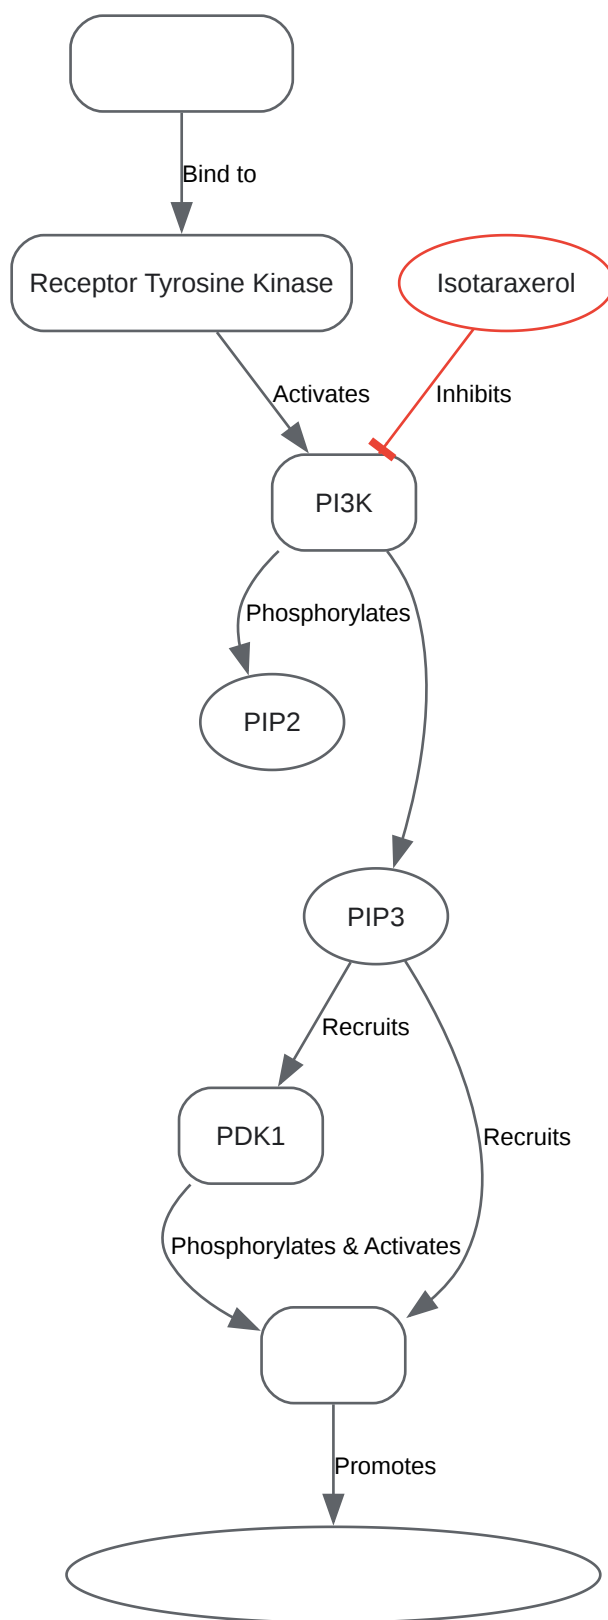 Bind to
Receptor Tyrosine Kinase
Isotaraxerol
Activates
Inhibits
PI3K
Phosphorylates
PIP2
PIP3
Recruits
PDK1
Recruits
Phosphorylates & Activates
Promotes